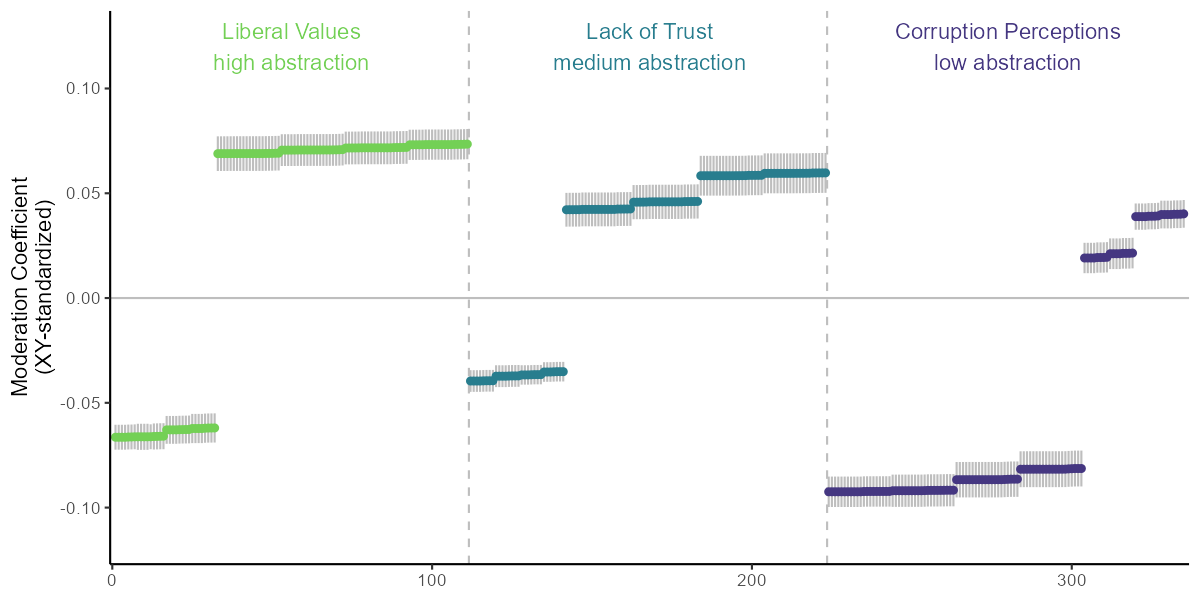 Liberal Values
high abstraction
Lack of Trust
medium abstraction
Corruption Perceptions
low abstraction
Moderation Coefficient
(XY-standardized)
0.10
0.05
0.00
-0.05
-0.10
0
100
200
300